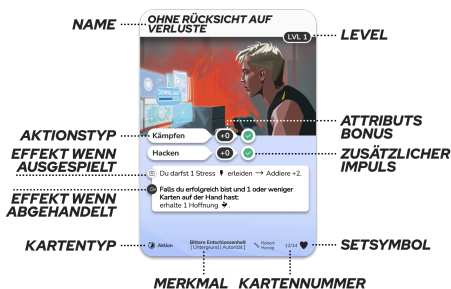 NAME
OHNE RÜCKSICHT AUF
VERLUSTE
LVL 1
LEVEL
DOWNLOAD
AKTIONSTYP
Kämpfen
+0
ATTRIBUTS
BONUS
Hacken
+0
ZUSÄTZLICHER
IMPULS
EFFEKT WENN
AUSGESPIELT
Du darfst 1 Stress erleiden → Addiere +2.
EFFEKT WENN
ABGEHANDELT
Falls du erfolgreich bist und 1 oder weniger
Karten auf der Hand hast:
erhalte 1 Hoffnung .
KARTENTYP
Aktion
Bittere Entschlossenheit
[ Untergrund | Autorität ]
Robert
Herzig
12/14
SETSYMBOL
MERKMAL
KARTENNUMMER